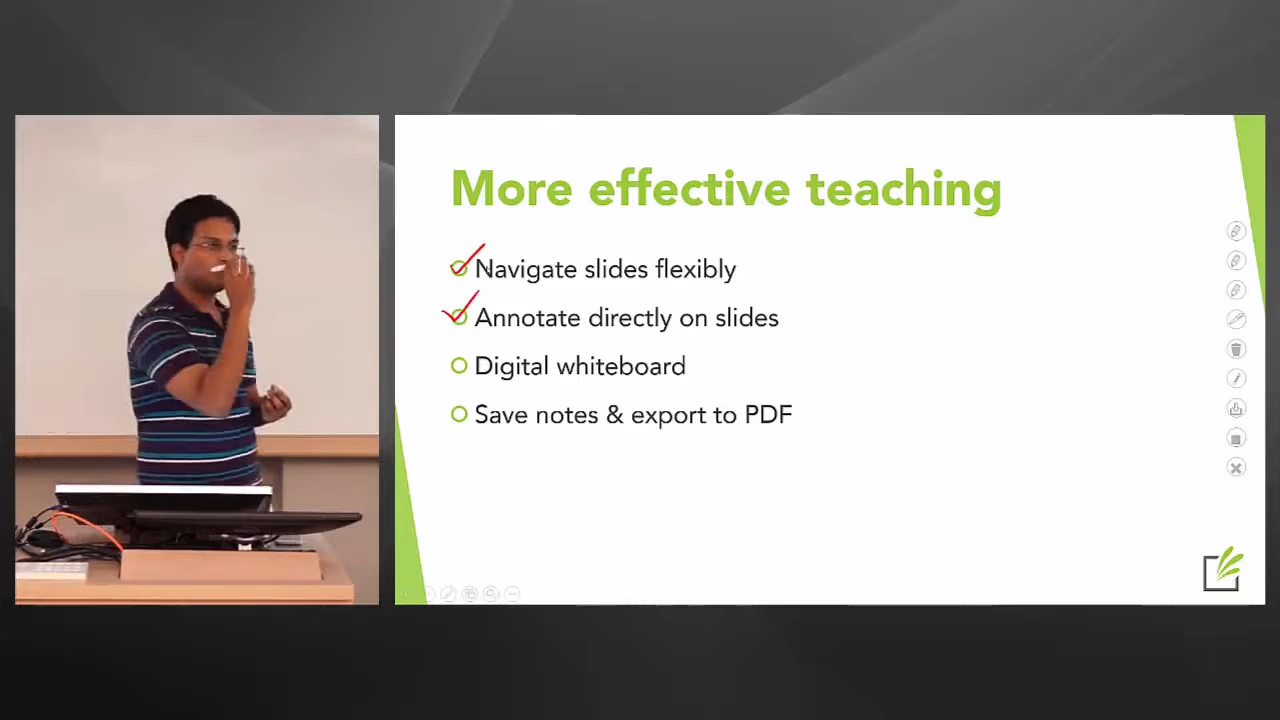 More effective teaching
Navigate slides flexibly
Annotate directly on slides
Digital whiteboard
Save notes & export to PDF